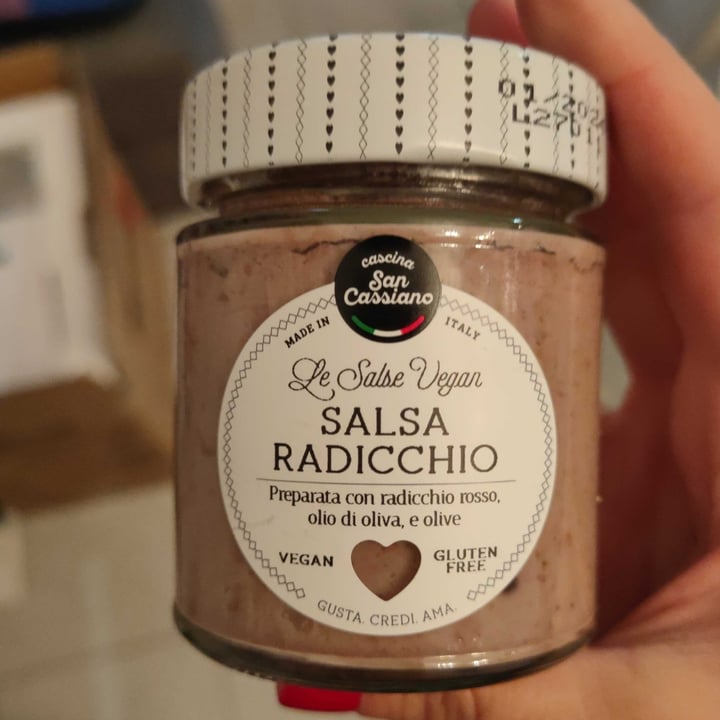 cascina
San
Cassiano
MADE IN ITALY
Le Salse Vegan
SALSA
RADICCHIO
Preparata con radicchio rosso,
olio di oliva, e olive
VEGAN
GLUTEN
FREE
GUSTA. CREDI. AMA.